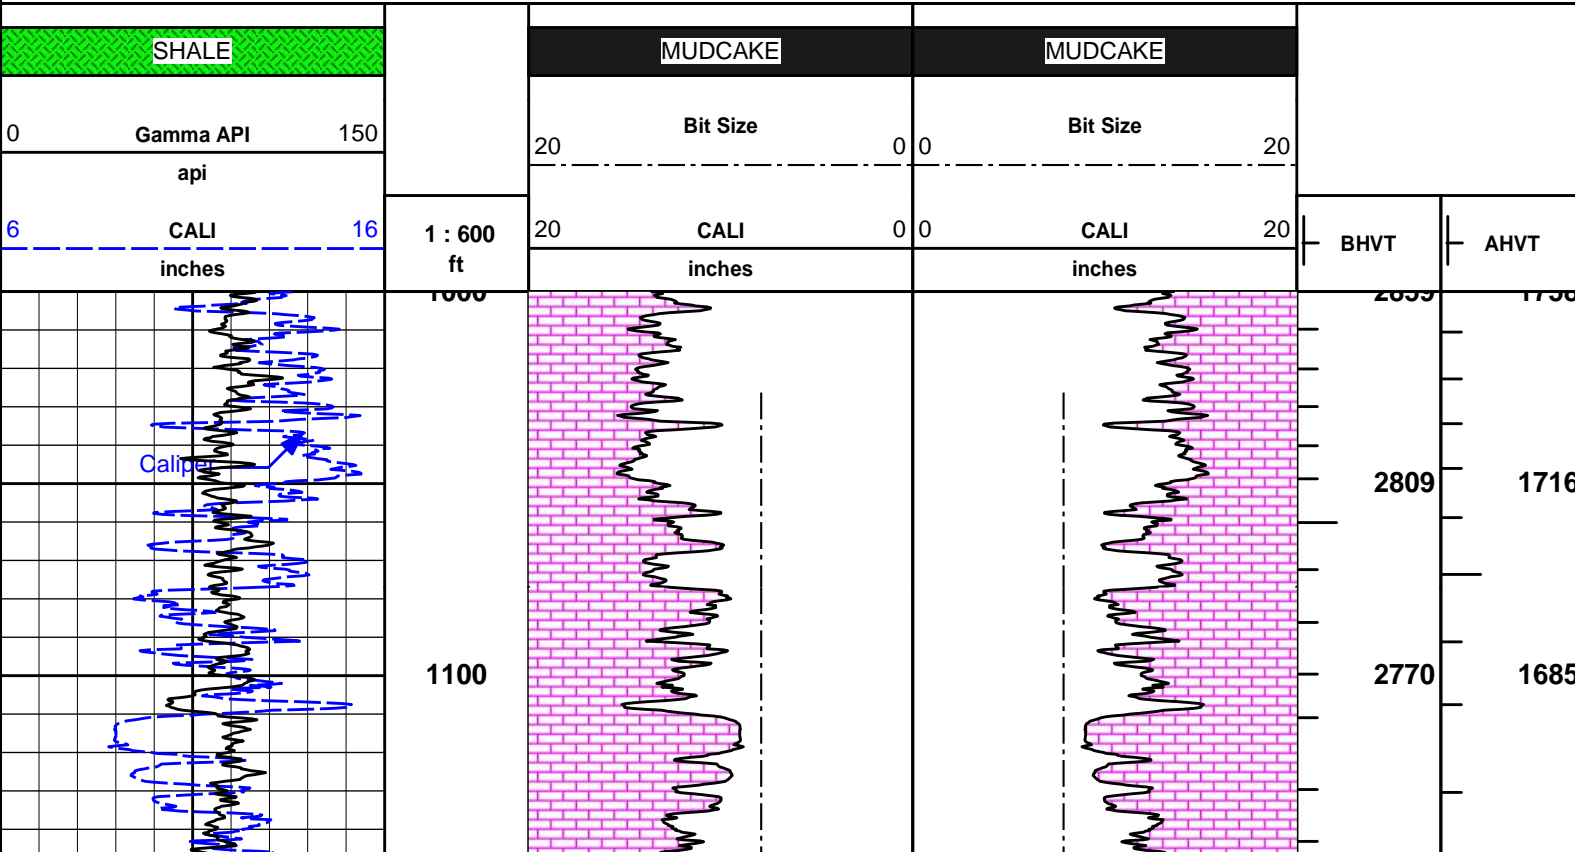 SHALE
MUDCAKE
MUDCAKE
0 Gamma API 150
api
6 CALI 16
inches
1 : 600
ft
Bit Size
20 0
CALI
20 0
inches
Bit Size
0 20
CALI
0 20
inches
BHVT
AHVT
1000
2859
Caliper
2809
1716
1100
2770
1685